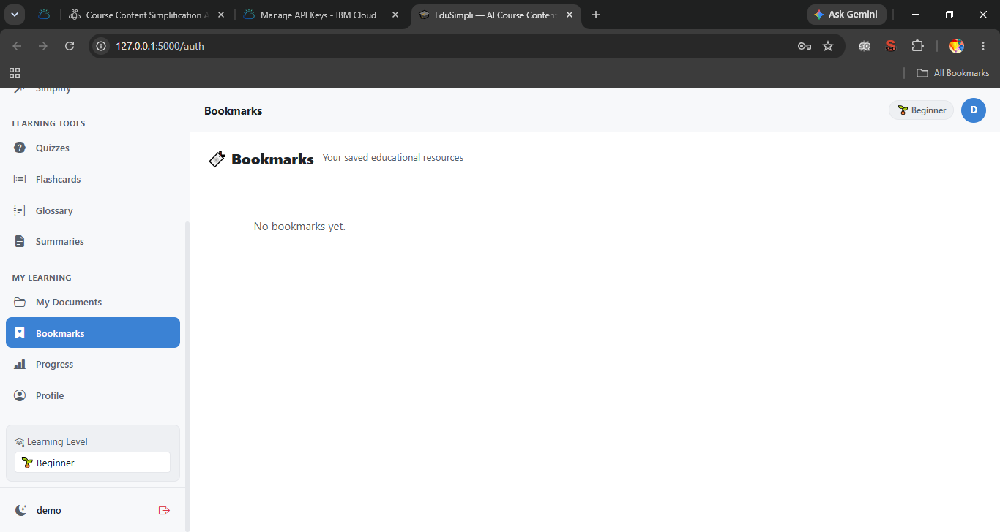 Course Content Simplification A
Manage API Keys - IBM Cloud
EduSimpli — AI Course Content
Ask Gemini
127.0.0.1:5000/auth
SEO
All Bookmarks
Simplify
LEARNING TOOLS
Quizzes
Flashcards
Glossary
Summaries
MY LEARNING
My Documents
Bookmarks
Progress
Profile
Learning Level
Beginner
demo
Bookmarks
Beginner
D
Bookmarks
Your saved educational resources
No bookmarks yet.